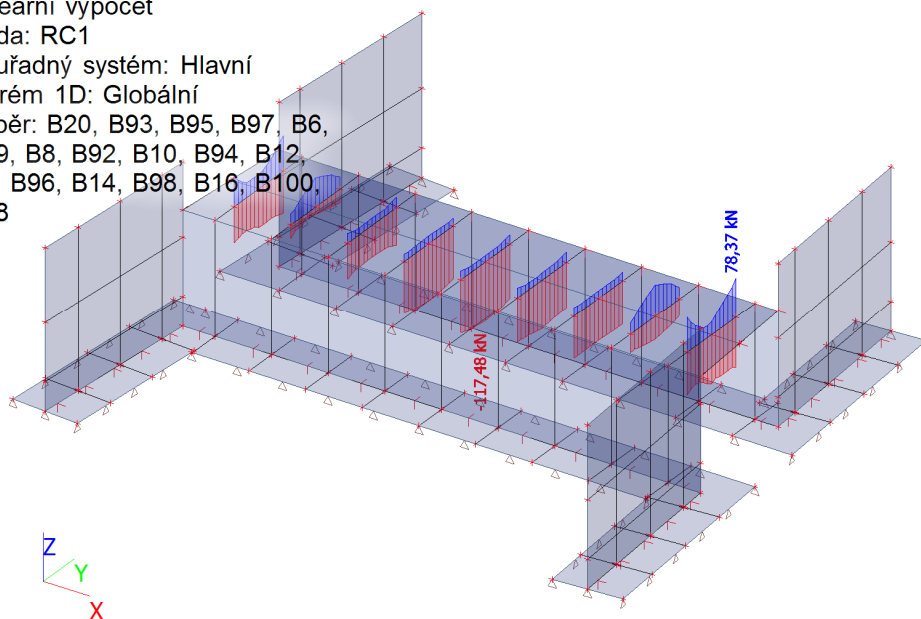 eární výpočet
da: RC1
uřadný systém: Hlavní
rém 1D: Globální
běr: B20, B93, B95, B97, B6,
9, B8, B92, B10, B94, B12,
B96, B14, B98, B16, B100,
8
78,37 kN
-117,48 kN
Z
Y
X